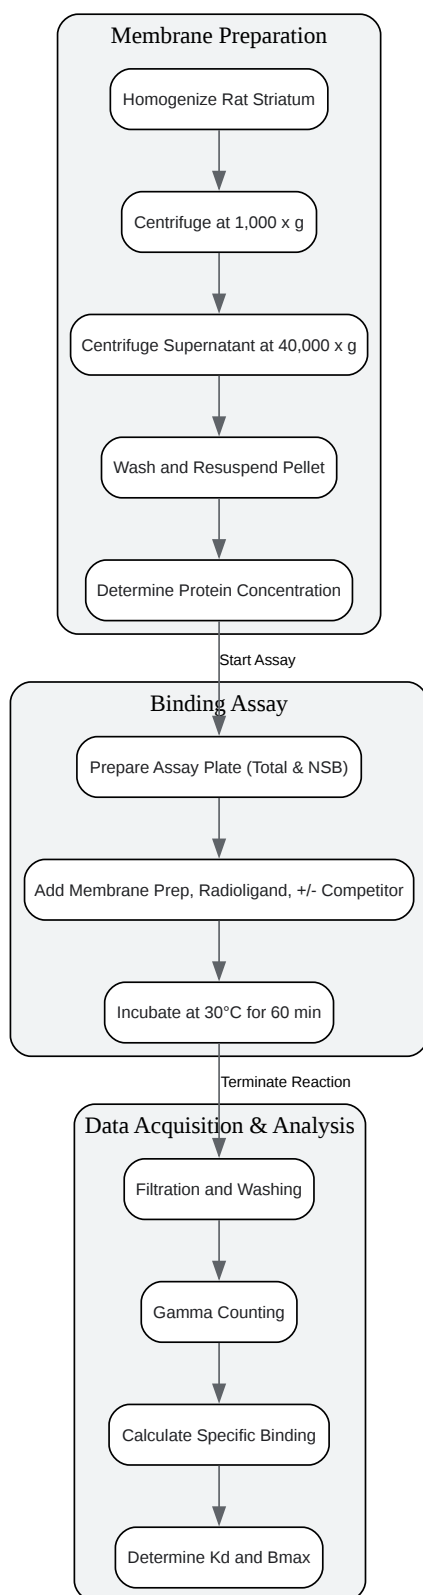 Membrane Preparation
Homogenize Rat Striatum
Centrifuge at 1,000 x g
Centrifuge Supernatant at 40,000 x g
Wash and Resuspend Pellet
Determine Protein Concentration
Start Assay
Binding Assay
Prepare Assay Plate (Total & NSB)
Add Membrane Prep, Radioligand, +/- Competitor
Incubate at 30°C for 60 min
Terminate Reaction
Data Acquisition & Analysis
Filtration and Washing
Gamma Counting
Calculate Specific Binding
Determine Kd and Bmax